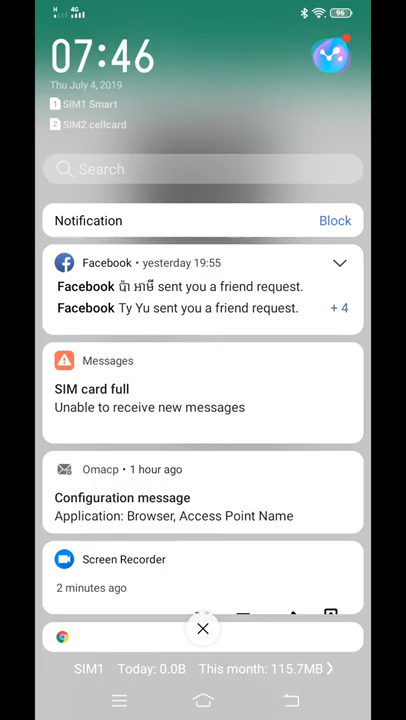 H 4G 96
07:46
Thu July 4, 2019
1 SIM1 Smart
2 SIM2 cellcard
Search
Notification Block
Facebook • yesterday 19:55
Facebook ប៉ា អាមី sent you a friend request.
Facebook Ty Yu sent you a friend request. + 4
Messages
SIM card full
Unable to receive new messages
Omacp • 1 hour ago
Configuration message
Application: Browser, Access Point Name
Screen Recorder
2 minutes ago
SIM1 Today: 0.0B This month: 115.7MB